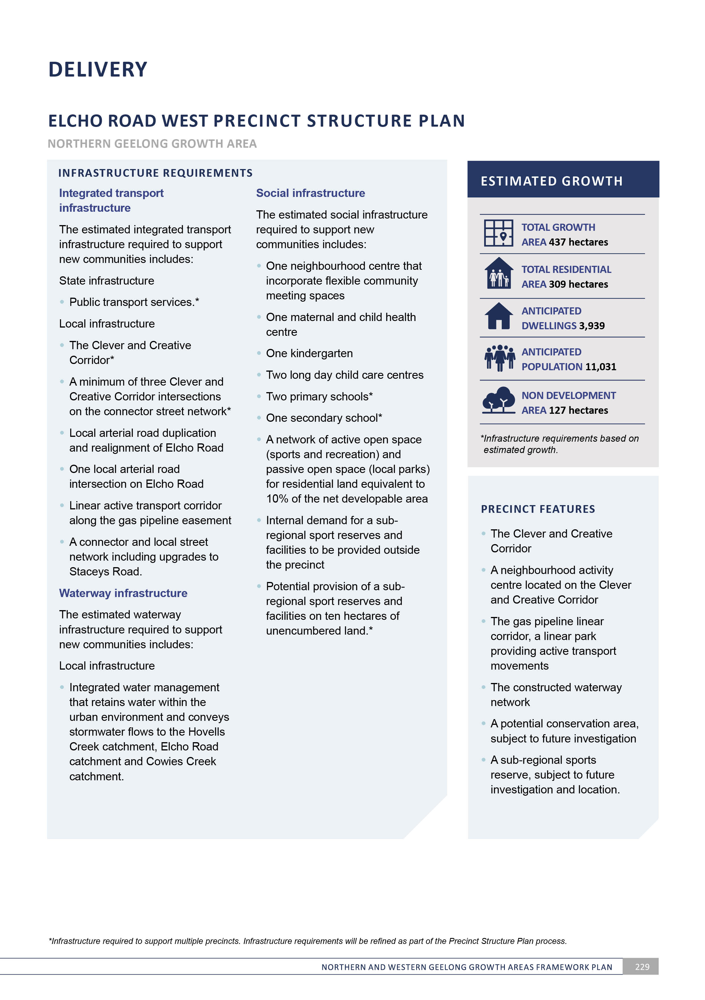 DELIVERY
ELCHO ROAD WEST PRECINCT STRUCTURE PLAN
NORTHERN GEELONG GROWTH AREA
INFRASTRUCTURE REQUIREMENTS
Integrated transport
infrastructure
The estimated integrated transport
infrastructure required to support
new communities includes:
State infrastructure
• Public transport services.*
Local infrastructure
• The Clever and Creative
Corridor*
• A minimum of three Clever and
Creative Corridor intersections
on the connector street network*
• Local arterial road duplication
and realignment of Elcho Road
• One local arterial road
intersection on Elcho Road
• Linear active transport corridor
along the gas pipeline easement
• A connector and local street
network including upgrades to
Staceys Road.
Waterway infrastructure
The estimated waterway
infrastructure required to support
new communities includes:
Local infrastructure
• Integrated water management
that retains water within the
urban environment and conveys
stormwater flows to the Hovells
Creek catchment, Elcho Road
catchment and Cowies Creek
catchment.
Social infrastructure
The estimated social infrastructure
required to support new
communities includes:
• One neighbourhood centre that
incorporate flexible community
meeting spaces
• One maternal and child health
centre
• One kindergarten
• Two long day child care centres
• Two primary schools*
• One secondary school*
• A network of active open space
(sports and recreation) and
passive open space (local parks)
for residential land equivalent to
10% of the net developable area
• Internal demand for a sub-
regional sport reserves and
facilities to be provided outside
the precinct
• Potential provision of a sub-
regional sport reserves and
facilities on ten hectares of
unencumbered land.*
ESTIMATED GROWTH
TOTAL GROWTH
AREA 437 hectares
TOTAL RESIDENTIAL
AREA 309 hectares
ANTICIPATED
DWELLINGS 3,939
ANTICIPATED
POPULATION 11,031
NON DEVELOPMENT
AREA 127 hectares
*Infrastructure requirements based on
estimated growth.
PRECINCT FEATURES
• The Clever and Creative
Corridor
• A neighbourhood activity
centre located on the Clever
and Creative Corridor
• The gas pipeline linear
corridor, a linear park
providing active transport
movements
• The constructed waterway
network
• A potential conservation area,
subject to future investigation
• A sub-regional sports
reserve, subject to future
investigation and location.
*Infrastructure required to support multiple precincts. Infrastructure requirements will be refined as part of the Precinct Structure Plan process.
NORTHERN AND WESTERN GEELONG GROWTH AREAS FRAMEWORK PLAN 229